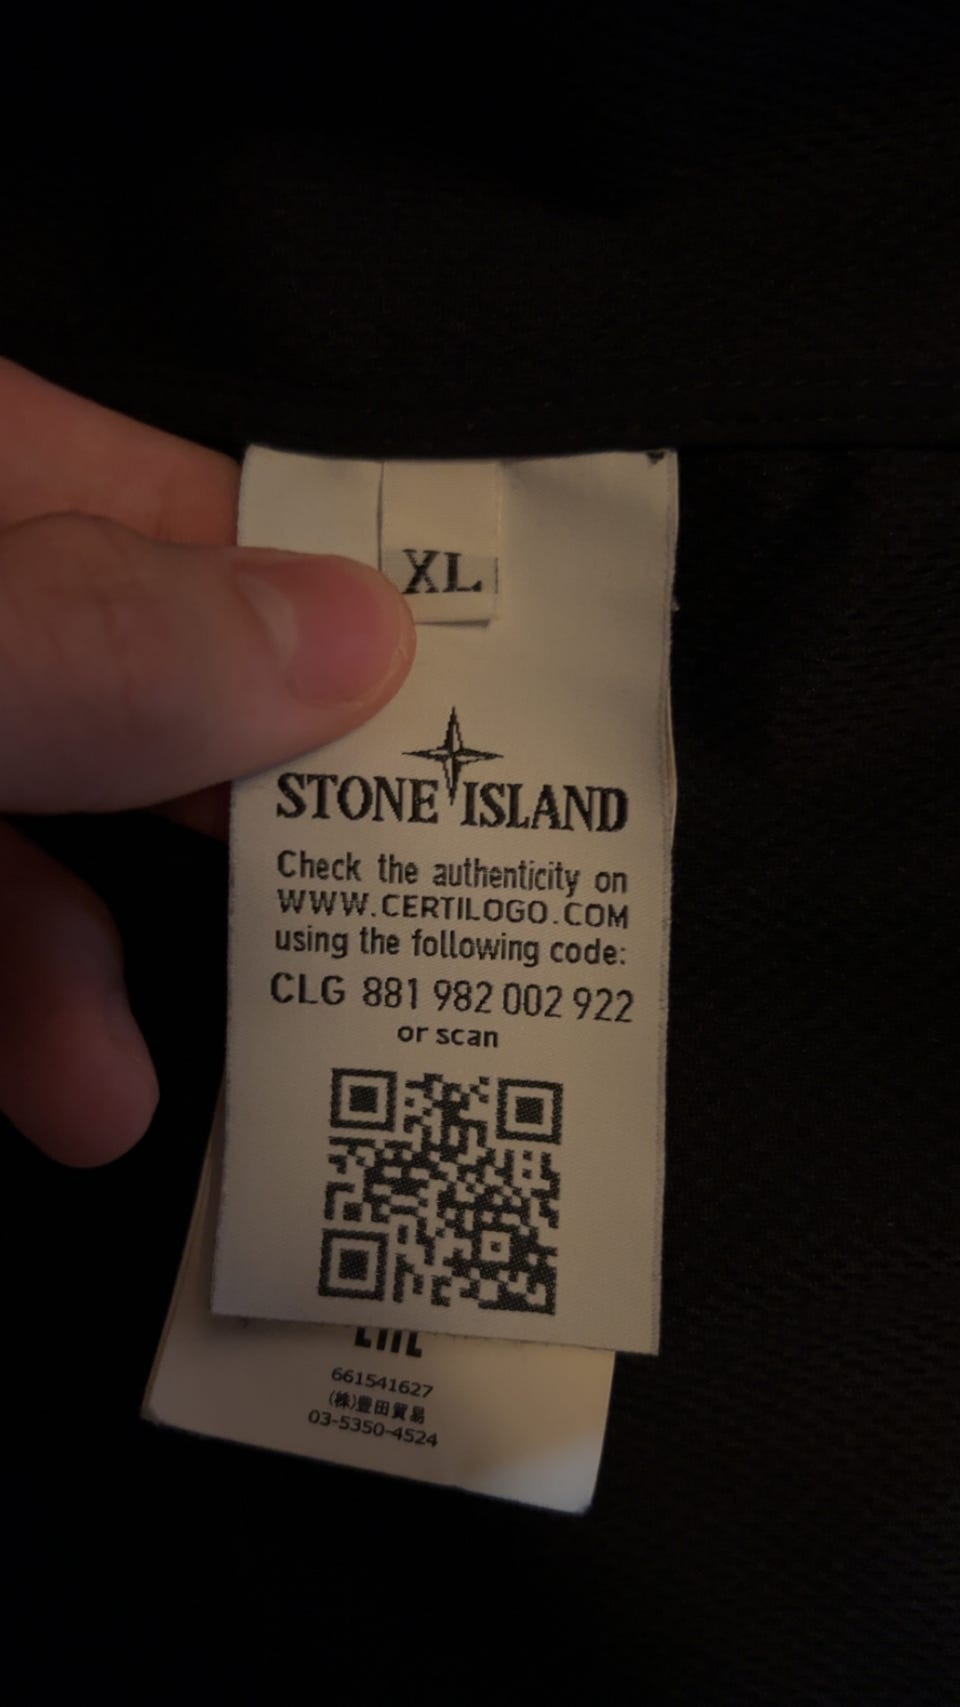 XL
STONE ISLAND
Check the authenticity on
WWW.CERTILOGO.COM
using the following code:
CLG 881 982 002 922
or scan
661541627
(株)豊田貿易
03-5350-4524